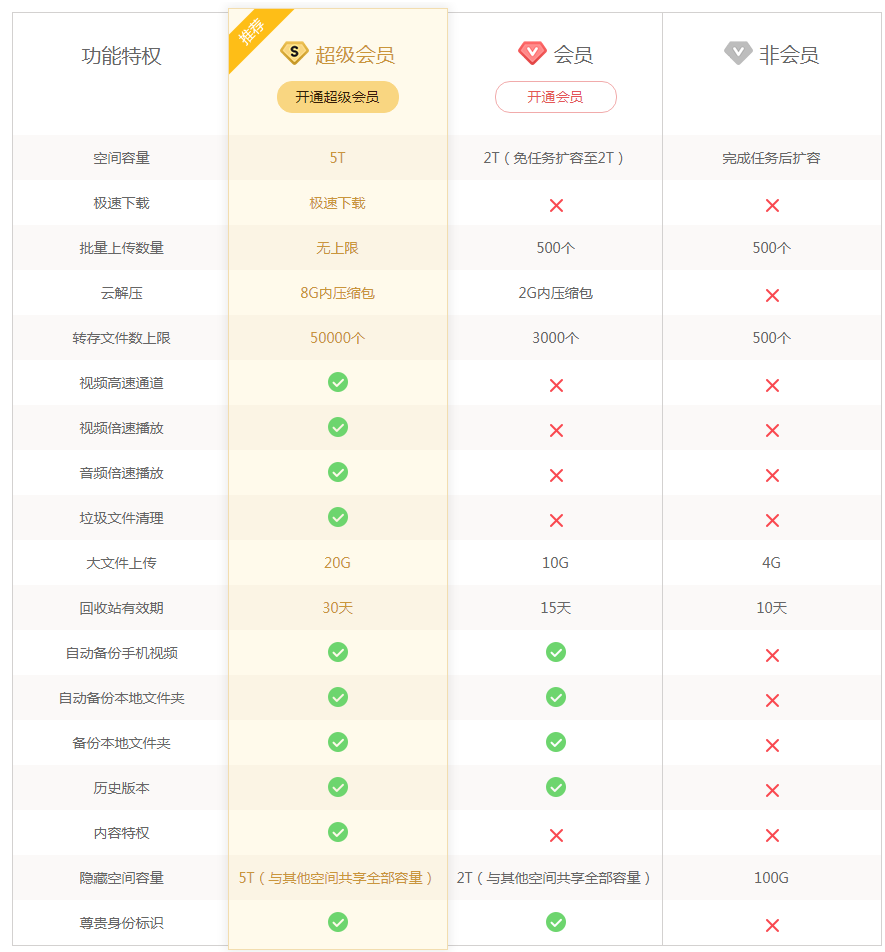 推荐
功能特权 S 超级会员 V 会员 V 非会员
开通超级会员 开通会员
空间容量 5T 2T（免任务扩容至2T） 完成任务后扩容
极速下载 极速下载
批量上传数量 无上限 500个 500个
云解压 8G内压缩包 2G内压缩包
转存文件数上限 50000个 3000个 500个
视频高速通道
视频倍速播放
音频倍速播放
垃圾文件清理
大文件上传 20G 10G 4G
回收站有效期 30天 15天 10天
自动备份手机视频
自动备份本地文件夹
备份本地文件夹
历史版本
内容特权
隐藏空间容量 5T（与其他空间共享全部容量） 2T（与其他空间共享全部容量） 100G
尊贵身份标识